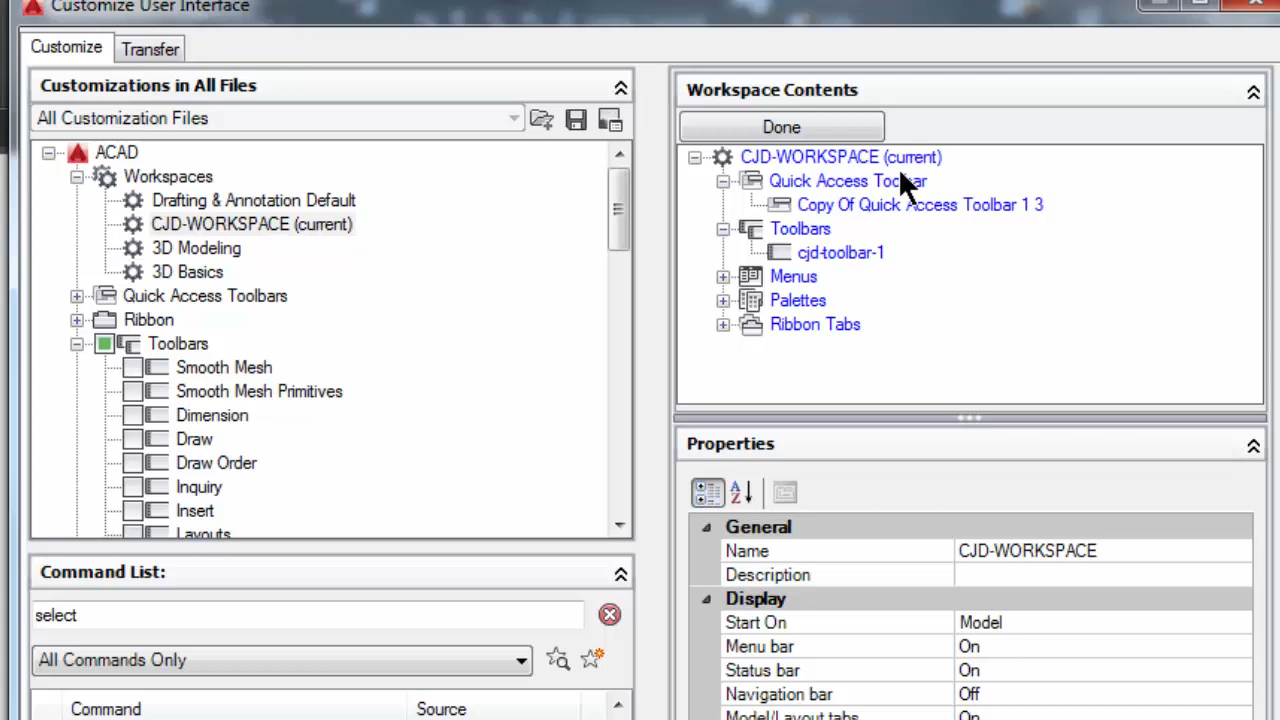 Customize User Interface
Customize
Transfer
Customizations in All Files
All Customization Files
ACAD
Workspaces
Drafting & Annotation Default
CJD-WORKSPACE (current)
3D Modeling
3D Basics
Quick Access Toolbars
Ribbon
Toolbars
Smooth Mesh
Smooth Mesh Primitives
Dimension
Draw
Draw Order
Inquiry
Insert
Layouts
Command List:
select
All Commands Only
Command Source
Workspace Contents
Done
CJD-WORKSPACE (current)
Quick Access Toolbar
Copy Of Quick Access Toolbar 1 3
Toolbars
cjd-toolbar-1
Menus
Palettes
Ribbon Tabs
Properties
General
Name CJD-WORKSPACE
Description
Display
Start On Model
Menu bar On
Status bar On
Navigation bar Off
Model/Layout tabs On